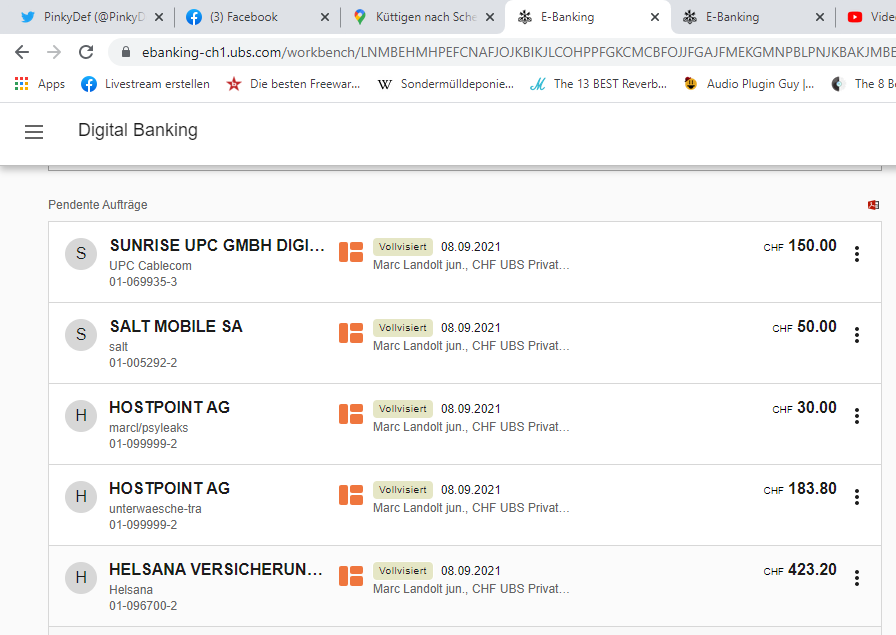 PinkyDef (@PinkyD
(3) Facebook
Küttigen nach Sche
E-Banking
E-Banking
Vide
ebanking-ch1.ubs.com/workbench/LNMBEHMHPEFCNAFJOJKBIKJLCOHPPFGKCMCBFOJJFGAJFMEKGMNPBLPNJKBAKJMBE
Apps
Livestream erstellen
Die besten Freewar...
W Sondermülldeponie...
The 13 BEST Reverb...
Audio Plugin Guy |...
The 8 Be
Digital Banking
Pendente Aufträge
S
SUNRISE UPC GMBH DIGI...
UPC Cablecom
01-069935-3
Vollvisiert 08.09.2021
Marc Landolt jun., CHF UBS Privat...
CHF 150.00
S
SALT MOBILE SA
salt
01-005292-2
Vollvisiert 08.09.2021
Marc Landolt jun., CHF UBS Privat...
CHF 50.00
H
HOSTPOINT AG
marcl/psyleaks
01-099999-2
Vollvisiert 08.09.2021
Marc Landolt jun., CHF UBS Privat...
CHF 30.00
H
HOSTPOINT AG
unterwaesche-tra
01-099999-2
Vollvisiert 08.09.2021
Marc Landolt jun., CHF UBS Privat...
CHF 183.80
H
HELSANA VERSICHERUN...
Helsana
01-096700-2
Vollvisiert 08.09.2021
Marc Landolt jun., CHF UBS Privat...
CHF 423.20